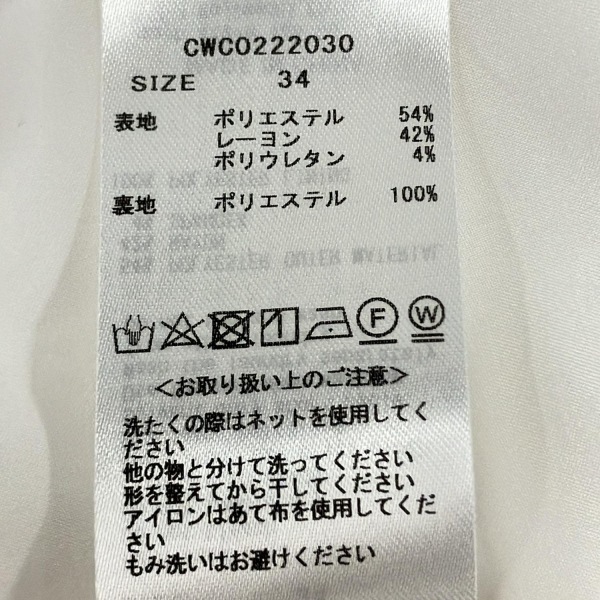 CWC0222030
SIZE 34
表地 ポリエステル 54%
レーヨン 42%
ポリウレタン 4%
裏地 ポリエステル 100%
F W
<お取り扱い上のご注意>
洗たくの際はネットを使用してく
ださい
他の物と分けて洗ってください
形を整えてから干してください
アイロンはあて布を使用してくだ
さい
もみ洗いはお避けください